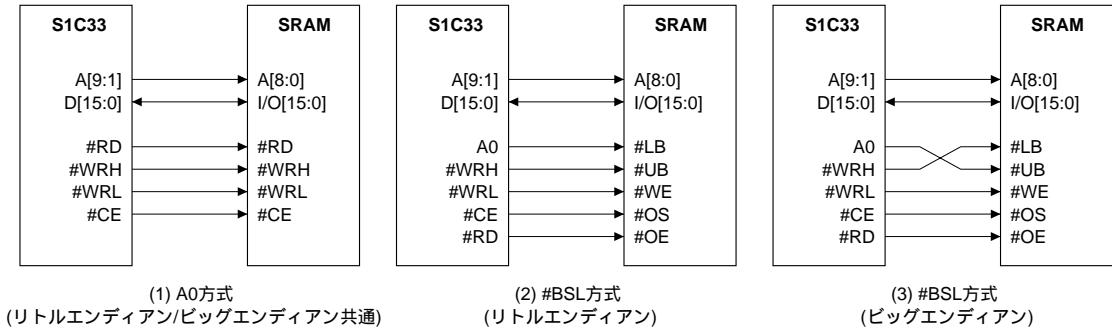 S1C33 SRAM
A[9:1] A[8:0]
D[15:0] I/O[15:0]
#RD #RD
#WRH #WRH
#WRL #WRL
#CE #CE
(1) A0方式
(リトルエンディアン/ビッグエンディアン共通)
S1C33 SRAM
A[9:1] A[8:0]
D[15:0] I/O[15:0]
A0 #LB
#WRH #UB
#WRL #WE
#CE #OS
#RD #OE
(2) #BSL方式
(リトルエンディアン)
S1C33 SRAM
A[9:1] A[8:0]
D[15:0] I/O[15:0]
A0 #LB
#WRH #UB
#WRL #WE
#CE #OS
#RD #OE
(3) #BSL方式
(ビッグエンディアン)